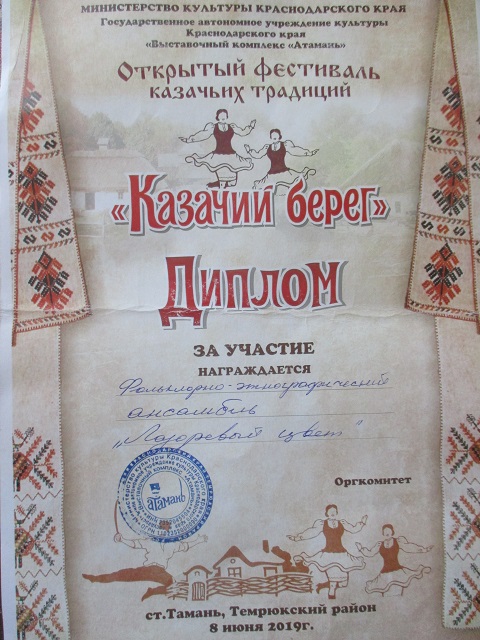 МИНИСТЕРСТВО КУЛЬТУРЫ КРАСНОДАРСКОГО КРАЯ
Государственное автономное учреждение культуры
Краснодарского края
«Выставочный комплекс «Атамань»
Открытый фестиваль
казачьих традиций
«Казачий берег»
Диплом
ЗА УЧАСТИЕ
НАГРАЖДАЕТСЯ
Фольклорно-этнографический
ансамбль
„Лазоревый цвет"
атамань
Оргкомитет
ст.Тамань, Темрюкский район
8 июня 2019г.